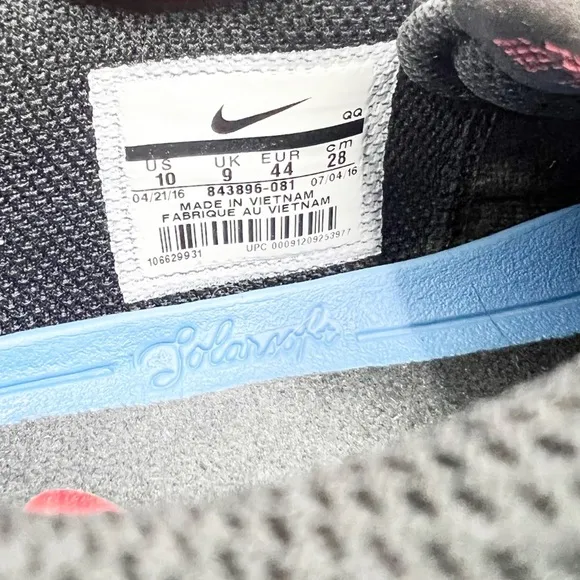 QQ
US UK EUR cm
10 9 44 28
04/21/16 843896-081 07/04/16
MADE IN VIETNAM
FABRIQUE AU VIETNAM
106629931 UPC 00091209253977
Solarsoft